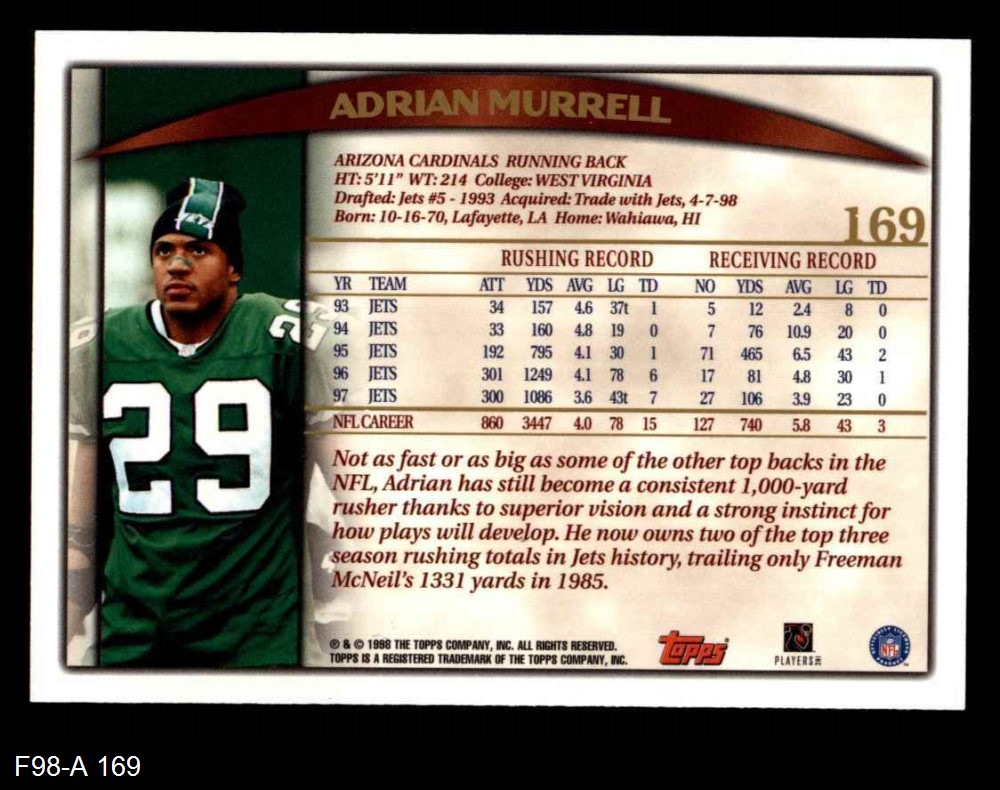 ADRIAN MURRELL
ARIZONA CARDINALS RUNNING BACK
HT: 5'11" WT: 214 College: WEST VIRGINIA
Drafted: Jets #5 - 1993 Acquired: Trade with Jets, 4-7-98
Born: 10-16-70, Lafayette, LA Home: Wahiawa, HI
169
RUSHING RECORD RECEIVING RECORD
YR TEAM ATT YDS AVG LG TD NO YDS AVG LG TD
93 JETS 34 157 4.6 37t 1 5 12 2.4 8 0
94 JETS 33 160 4.8 19 0 7 76 10.9 20 0
95 JETS 192 795 4.1 30 1 71 465 6.5 43 2
96 JETS 301 1249 4.1 78 6 17 81 4.8 30 1
97 JETS 300 1086 3.6 43t 7 27 106 3.9 23 0
NFL CAREER 860 3447 4.0 78 15 127 740 5.8 43 3
Not as fast or as big as some of the other top backs in the
NFL, Adrian has still become a consistent 1,000-yard
rusher thanks to superior vision and a strong instinct for
how plays will develop. He now owns two of the top three
season rushing totals in Jets history, trailing only Freeman
McNeil's 1331 yards in 1985.
® & © 1998 THE TOPPS COMPANY, INC. ALL RIGHTS RESERVED.
TOPPS IS A REGISTERED TRADEMARK OF THE TOPPS COMPANY, INC.
Topps
PLAYERS INC
NFL
29
29
F98-A 169